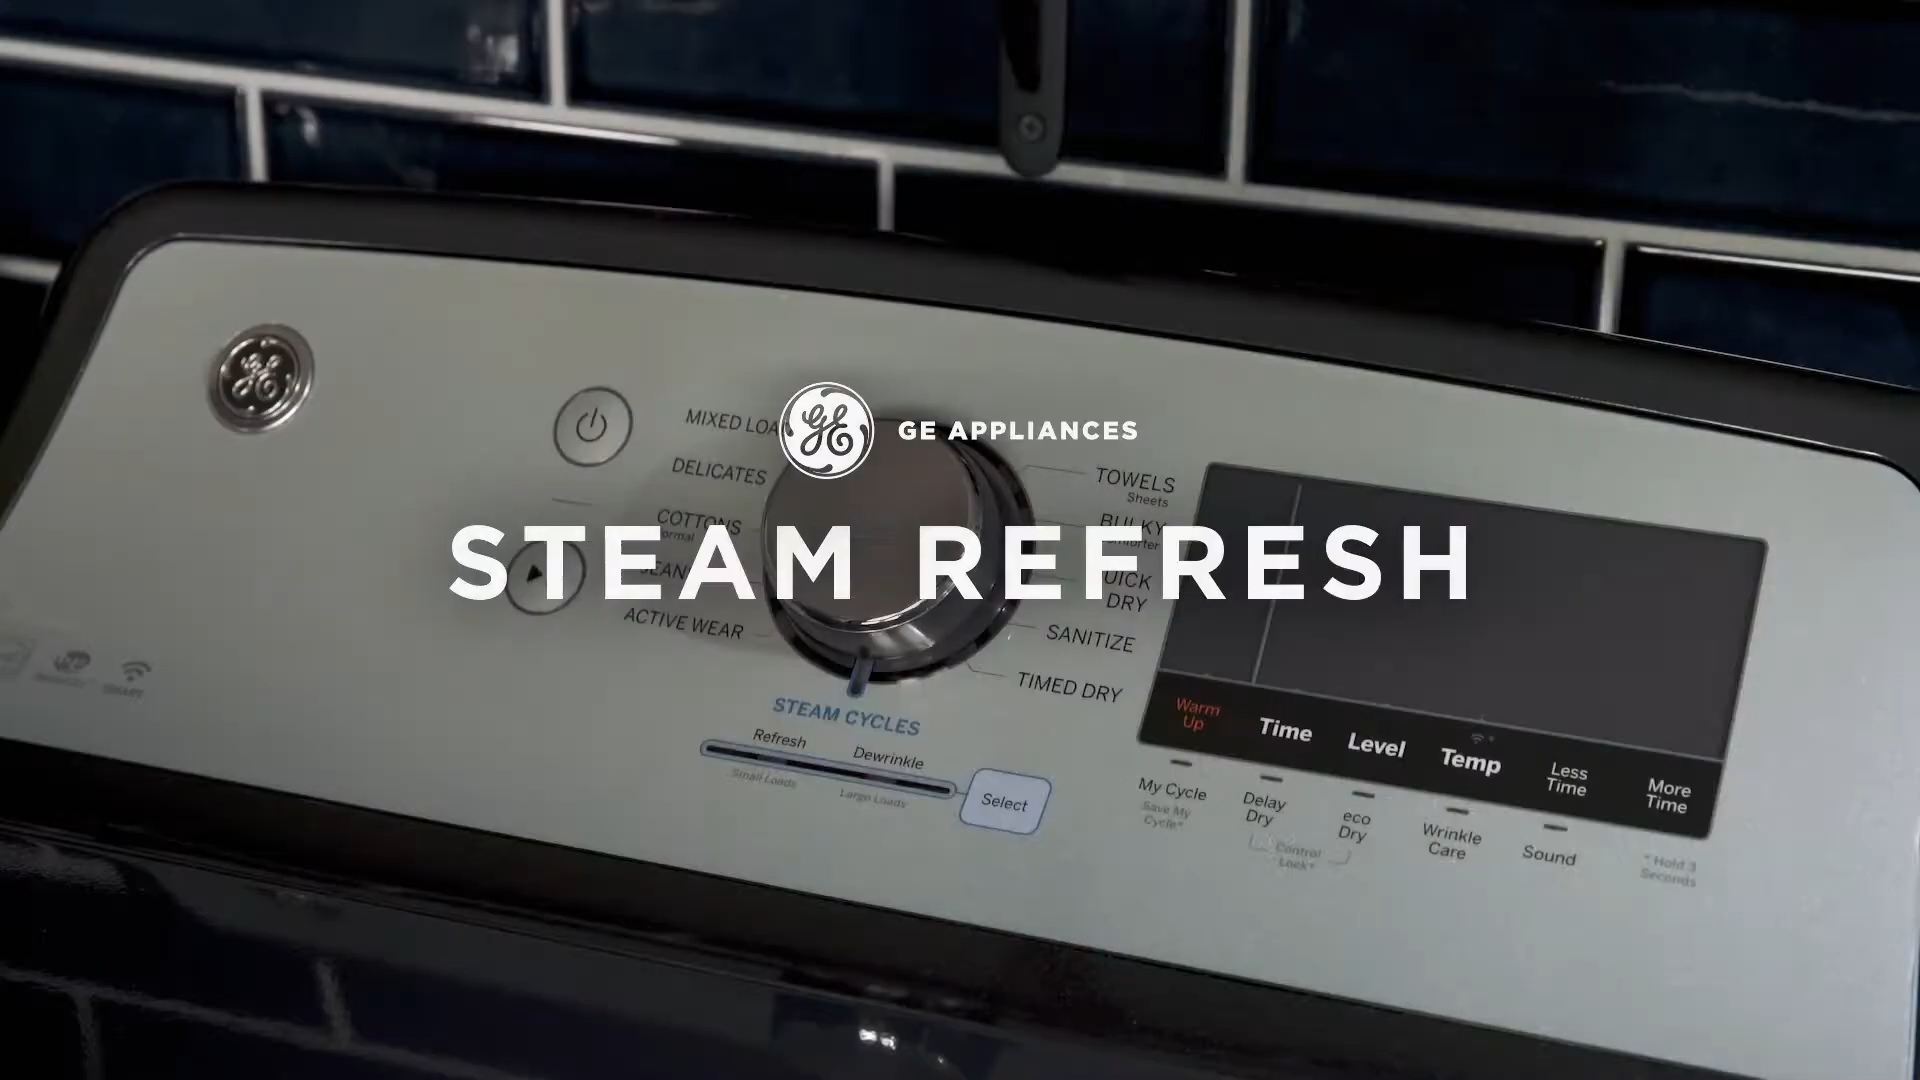 GE APPLIANCES
STEAM REFRESH
MIXED LOA
DELICATES
COTTONS
ACTIVE WEAR
TOWELS
Sheets
BULKY
DRY
SANITIZE
TIMED DRY
STEAM CYCLES
Refresh
Dewrinkle
Small Loads
Large Loads
Select
Warm
Up
Time
Level
Temp
Less
Time
More
Time
My Cycle
Save My
Cycle*
Delay
Dry
eco
Dry
Control
Lock*
Wrinkle
Care
Sound
* Hold 3
Seconds